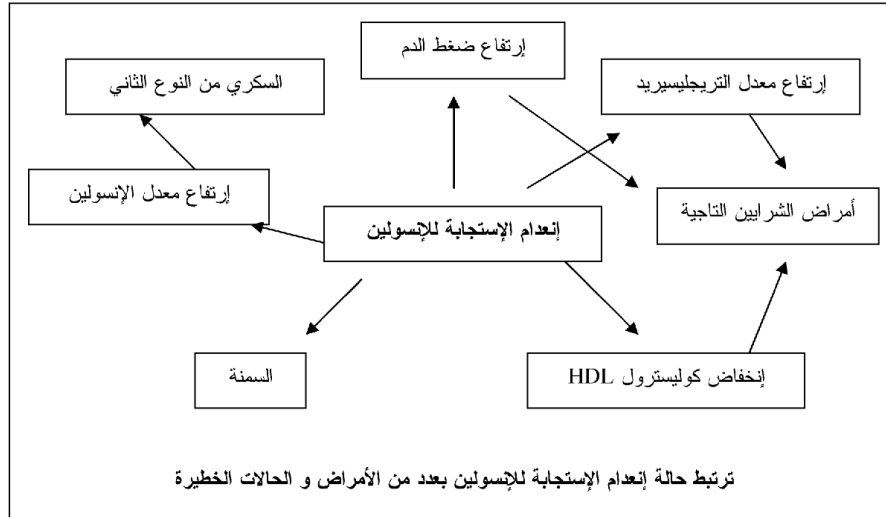 إرتفاع ضغط الدم
السكري من النوع الثاني
إرتفاع معدل التريجليسيريد
إرتفاع معدل الإنسولين
أمراض الشرايين التاجية
إنعدام الإستجابة للإنسولين
السمنة
إنخفاض كوليسترول HDL
ترتبط حالة إنعدام الإستجابة للإنسولين بعدد من الأمراض و الحالات الخطيرة